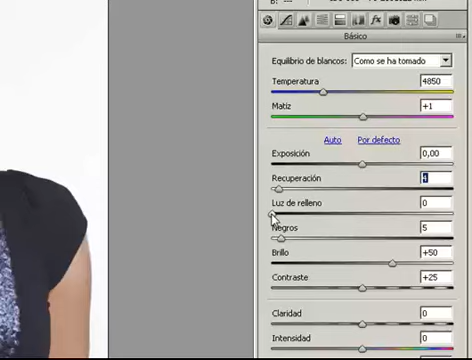 Básico
Equilibrio de blancos: Como se ha tomado
Temperatura 4850
Matiz +1
Auto Por defecto
Exposición 0,00
Recuperación 4
Luz de relleno 0
Negros 5
Brillo +50
Contraste +25
Claridad 0
Intensidad 0